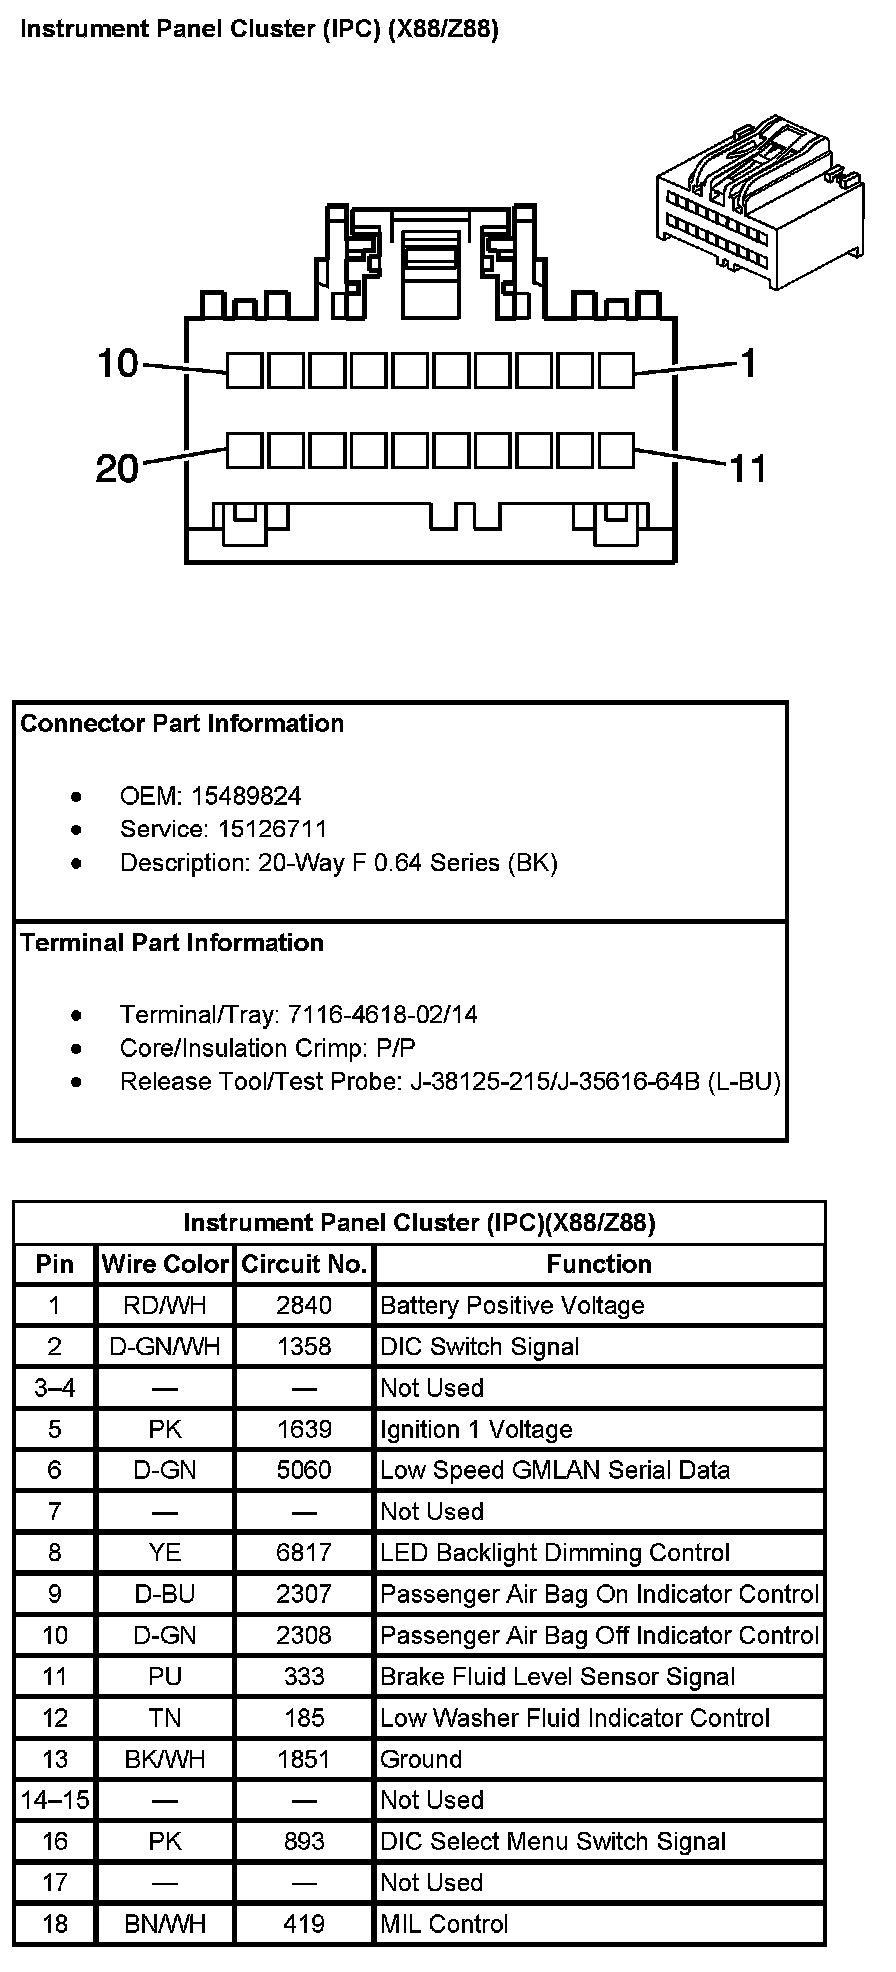 Instrument Panel Cluster (IPC) (X88/Z88)
10 1
20 11
Connector Part Information
• OEM: 15489824
• Service: 15126711
• Description: 20-Way F 0.64 Series (BK)
Terminal Part Information
• Terminal/Tray: 7116-4618-02/14
• Core/Insulation Crimp: P/P
• Release Tool/Test Probe: J-38125-215/J-35616-64B (L-BU)
Instrument Panel Cluster (IPC)(X88/Z88)
Pin Wire Color Circuit No. Function
1 RD/WH 2840 Battery Positive Voltage
2 D-GN/WH 1358 DIC Switch Signal
3–4 — — Not Used
5 PK 1639 Ignition 1 Voltage
6 D-GN 5060 Low Speed GMLAN Serial Data
7 — — Not Used
8 YE 6817 LED Backlight Dimming Control
9 D-BU 2307 Passenger Air Bag On Indicator Control
10 D-GN 2308 Passenger Air Bag Off Indicator Control
11 PU 333 Brake Fluid Level Sensor Signal
12 TN 185 Low Washer Fluid Indicator Control
13 BK/WH 1851 Ground
14–15 — — Not Used
16 PK 893 DIC Select Menu Switch Signal
17 — — Not Used
18 BN/WH 419 MIL Control